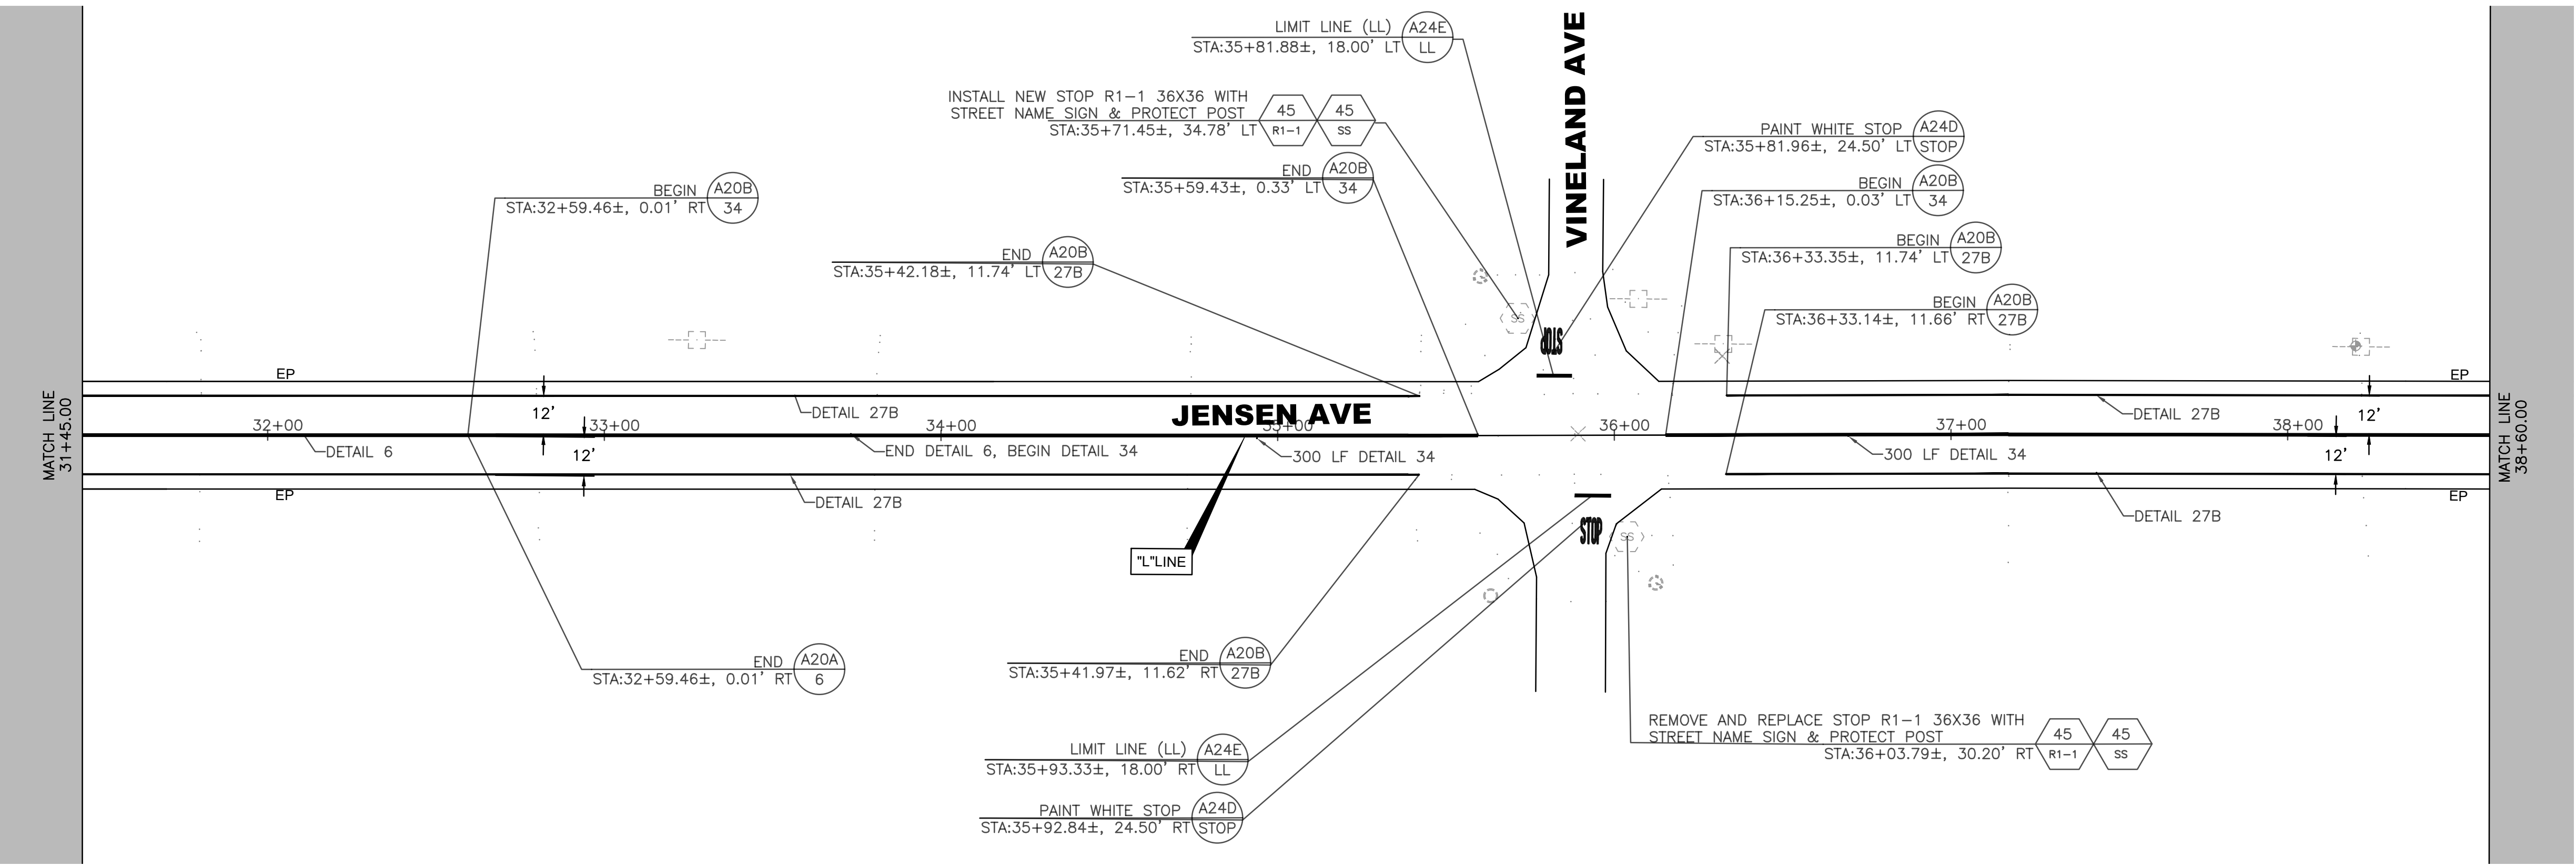 LIMIT LINE (LL) A24E
STA:35+81.88±, 18.00' LT LL
VINELAND AVE
INSTALL NEW STOP R1-1 36X36 WITH
STREET NAME SIGN & PROTECT POST 45 45
STA:35+71.45±, 34.78' LT R1-1 SS
PAINT WHITE STOP A24D
STA:35+81.96±, 24.50' LT STOP
END A20B
STA:35+59.43±, 0.33' LT 34
BEGIN A20B
STA:32+59.46±, 0.01' RT 34
BEGIN A20B
STA:36+15.25±, 0.03' LT 34
END A20B
STA:35+42.18±, 11.74' LT 27B
BEGIN A20B
STA:36+33.35±, 11.74' LT 27B
BEGIN A20B
STA:36+33.14±, 11.66' RT 27B
SS
STOP
EP
EP
MATCH LINE
31+45.00
12'
DETAIL 27B
JENSEN AVE
DETAIL 27B
12'
MATCH LINE
38+60.00
32+00
33+00
34+00
35+00
36+00
37+00
38+00
DETAIL 6
12'
END DETAIL 6, BEGIN DETAIL 34
300 LF DETAIL 34
300 LF DETAIL 34
12'
EP
DETAIL 27B
EP
DETAIL 27B
STOP
SS
"L"LINE
END A20A
STA:32+59.46±, 0.01' RT 6
END A20B
STA:35+41.97±, 11.62' RT 27B
REMOVE AND REPLACE STOP R1-1 36X36 WITH
STREET NAME SIGN & PROTECT POST 45 45
STA:36+03.79±, 30.20' RT R1-1 SS
LIMIT LINE (LL) A24E
STA:35+93.33±, 18.00' RT LL
PAINT WHITE STOP A24D
STA:35+92.84±, 24.50' RT STOP